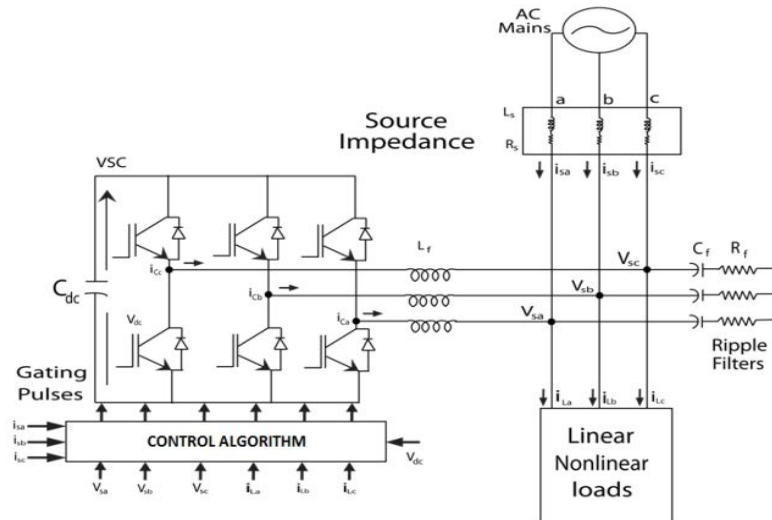 AC
Mains
a b c
Ls
Rs
Source
Impedance
isa isb isc
VSC
Lf
Cf Rf
Vsc
iCc
Cdc
iCb
Vsb
iCa
Vsa
Vdc
Ripple
Filters
Gating
Pulses
iLa iLb iLc
isa
isb
isc
CONTROL ALGORITHM
Vdc
Linear
Nonlinear
loads
Vsa Vsb Vsc iLa iLb iLc